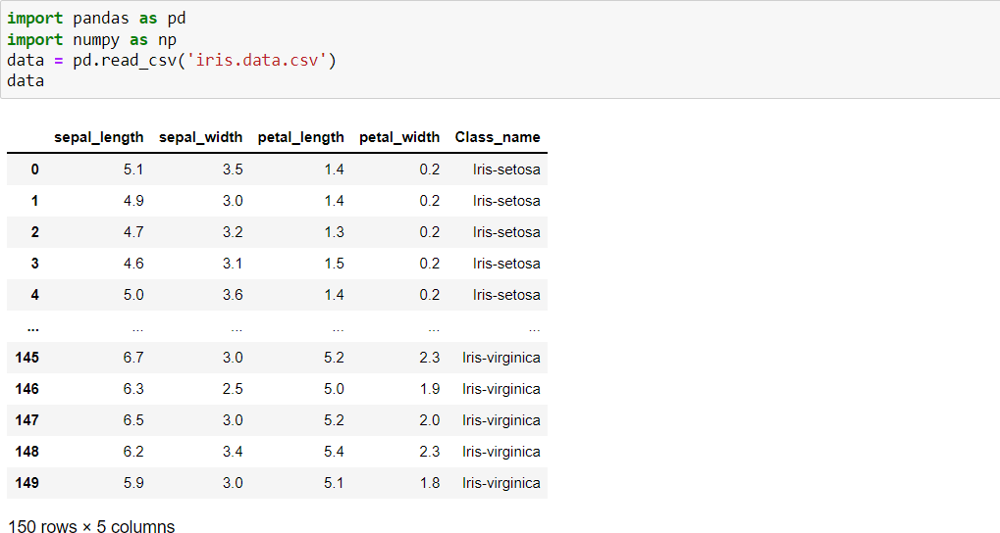 import pandas as pd
import numpy as np
data = pd.read_csv('iris.data.csv')
data
sepal_length sepal_width petal_length petal_width Class_name
0 5.1 3.5 1.4 0.2 Iris-setosa
1 4.9 3.0 1.4 0.2 Iris-setosa
2 4.7 3.2 1.3 0.2 Iris-setosa
3 4.6 3.1 1.5 0.2 Iris-setosa
4 5.0 3.6 1.4 0.2 Iris-setosa
... ... ... ... ... ...
145 6.7 3.0 5.2 2.3 Iris-virginica
146 6.3 2.5 5.0 1.9 Iris-virginica
147 6.5 3.0 5.2 2.0 Iris-virginica
148 6.2 3.4 5.4 2.3 Iris-virginica
149 5.9 3.0 5.1 1.8 Iris-virginica
150 rows × 5 columns